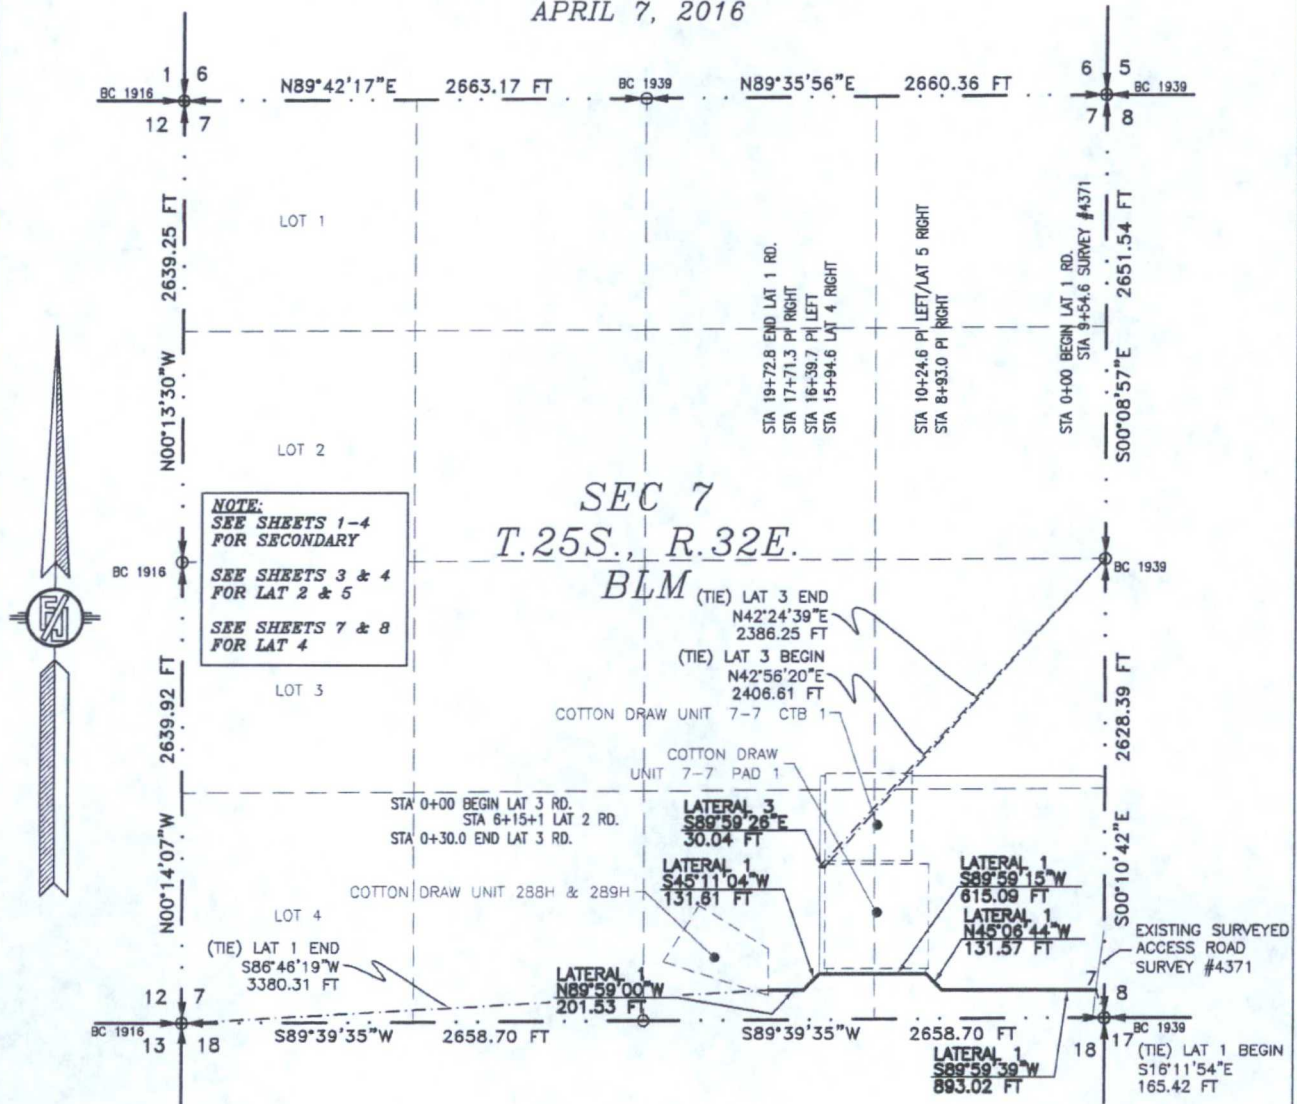 APRIL 7, 2016
1 6
BC 1916
12 7
N89°42'17"E 2663.17 FT
BC 1939
N89°35'56"E 2660.36 FT
6 5
BC 1939
7 8
N00°13'30"W 2639.25 FT
LOT 1
LOT 2
STA 19+72.8 END LAT 1 RD.
STA 17+71.3 PI RIGHT
STA 16+39.7 PI LEFT
STA 15+94.6 LAT 4 RIGHT
STA 10+24.6 PI LEFT/LAT 5 RIGHT
STA 8+93.0 PI RIGHT
STA 0+00 BEGIN LAT 1 RD.
STA 9+54.6 SURVEY #4371
S00°08'57"E 2651.54 FT
NOTE:
SEE SHEETS 1-4
FOR SECONDARY
SEE SHEETS 3 & 4
FOR LAT 2 & 5
SEE SHEETS 7 & 8
FOR LAT 4
SEC 7
T.25S., R.32E.
BLM
BC 1916
BC 1939
(TIE) LAT 3 END
N42°24'39"E
2386.25 FT
(TIE) LAT 3 BEGIN
N42°56'20"E
2406.61 FT
LOT 3
COTTON DRAW UNIT 7-7 CTB 1
COTTON DRAW
UNIT 7-7 PAD 1
N00°14'07"W 2639.92 FT
S00°10'42"E 2628.39 FT
STA 0+00 BEGIN LAT 3 RD.
STA 6+15+1 LAT 2 RD.
STA 0+30.0 END LAT 3 RD.
LATERAL 3
S89°59'26"E
30.04 FT
LATERAL 1
S45°11'04"W
131.61 FT
LATERAL 1
S89°59'15"W
615.09 FT
COTTON DRAW UNIT 288H & 289H
LOT 4
LATERAL 1
N45°06'44"W
131.57 FT
EXISTING SURVEYED
ACCESS ROAD
SURVEY #4371
(TIE) LAT 1 END
S86°46'19"W
3380.31 FT
LATERAL 1
N89°59'00"W
201.53 FT
12 7
BC 1916
13 18
S89°39'35"W 2658.70 FT
S89°39'35"W 2658.70 FT
7 8
BC 1939
18 17
LATERAL 1
S89°59'39"W
893.02 FT
(TIE) LAT 1 BEGIN
S16°11'54"E
165.42 FT